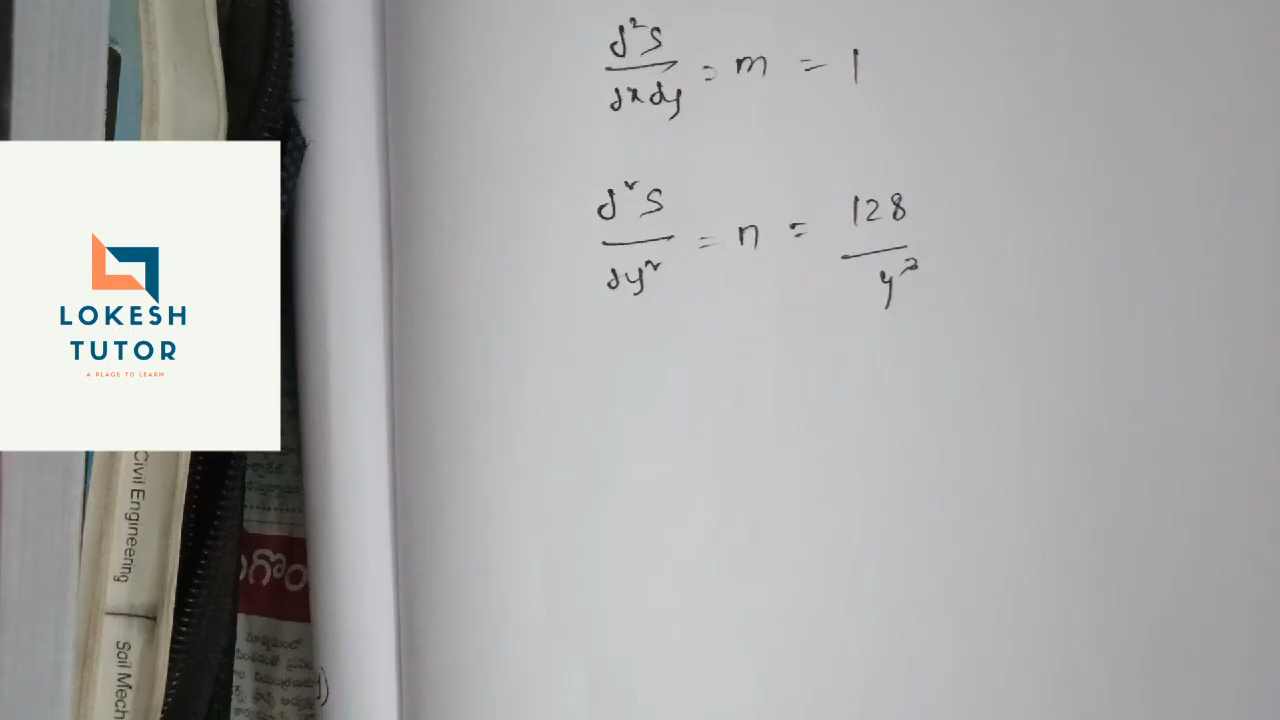 d²S/dxdy = m = 1
d²S/dy² = n = 128/y³
LOKESH
TUTOR
A PLACE TO LEARN
Civil Engineering
Soil Mech
గొం